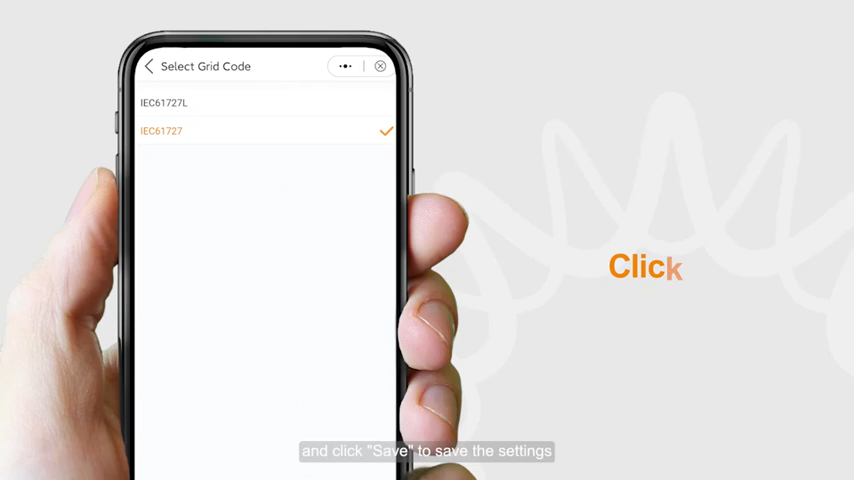 Select Grid Code
IEC61727L
IEC61727
Click
and click "Save" to save the settings